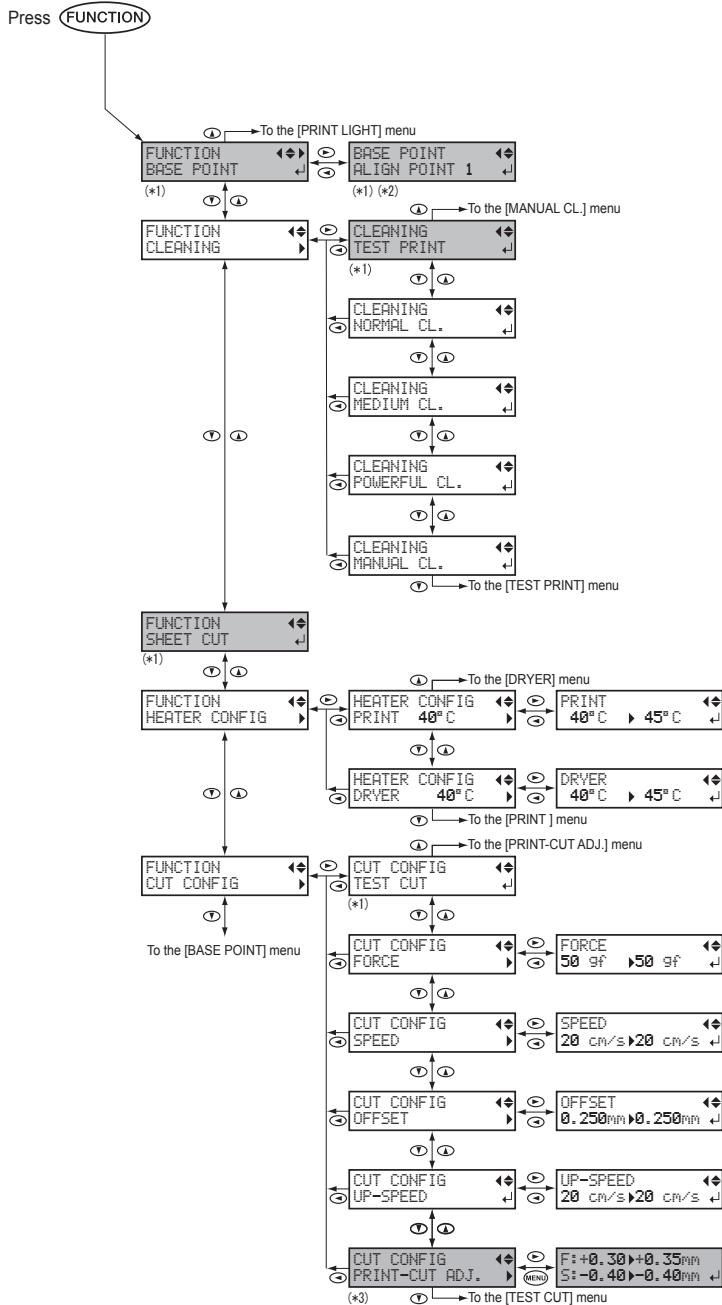 Press FUNCTION
To the [PRINT LIGHT] menu
FUNCTION
BASE POINT
(*1)
BASE POINT
ALIGN POINT 1
(*1) (*2)
To the [MANUAL CL.] menu
FUNCTION
CLEANING
CLEANING
TEST PRINT
(*1)
CLEANING
NORMAL CL.
CLEANING
MEDIUM CL.
CLEANING
POWERFUL CL.
CLEANING
MANUAL CL.
To the [TEST PRINT] menu
FUNCTION
SHEET CUT
(*1)
To the [DRYER] menu
FUNCTION
HEATER CONFIG
HEATER CONFIG
PRINT 40°C
PRINT
40°C 45°C
HEATER CONFIG
DRYER 40°C
DRYER
40°C 45°C
To the [PRINT ] menu
To the [PRINT-CUT ADJ.] menu
FUNCTION
CUT CONFIG
To the [BASE POINT] menu
CUT CONFIG
TEST CUT
(*1)
CUT CONFIG
FORCE
FORCE
50 gf 50 gf
CUT CONFIG
SPEED
SPEED
20 cm/s 20 cm/s
CUT CONFIG
OFFSET
OFFSET
0.250mm 0.250mm
CUT CONFIG
UP-SPEED
UP-SPEED
20 cm/s 20 cm/s
CUT CONFIG
PRINT-CUT ADJ.
(*3)
MENU
F:+0.30 +0.35mm
S:-0.40 -0.40mm
To the [TEST CUT] menu